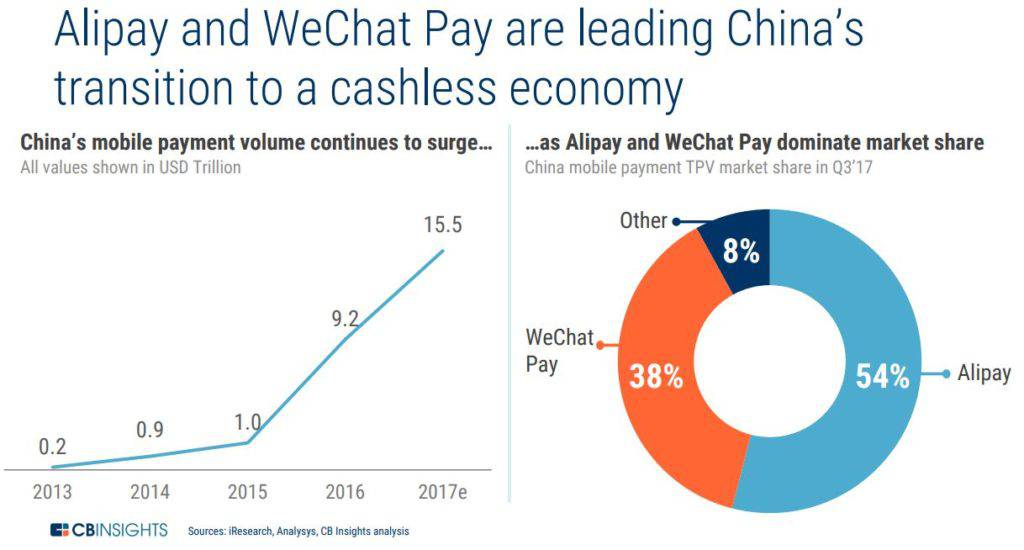 Alipay and WeChat Pay are leading China’s
transition to a cashless economy
China’s mobile payment volume continues to surge…
All values shown in USD Trillion
15.5
9.2
1.0
0.9
0.2
2013 2014 2015 2016 2017e
…as Alipay and WeChat Pay dominate market share
China mobile payment TPV market share in Q3’17
Other
8%
WeChat
Pay
38%
54%
Alipay
CBINSIGHTS
Sources: iResearch, Analysys, CB Insights analysis